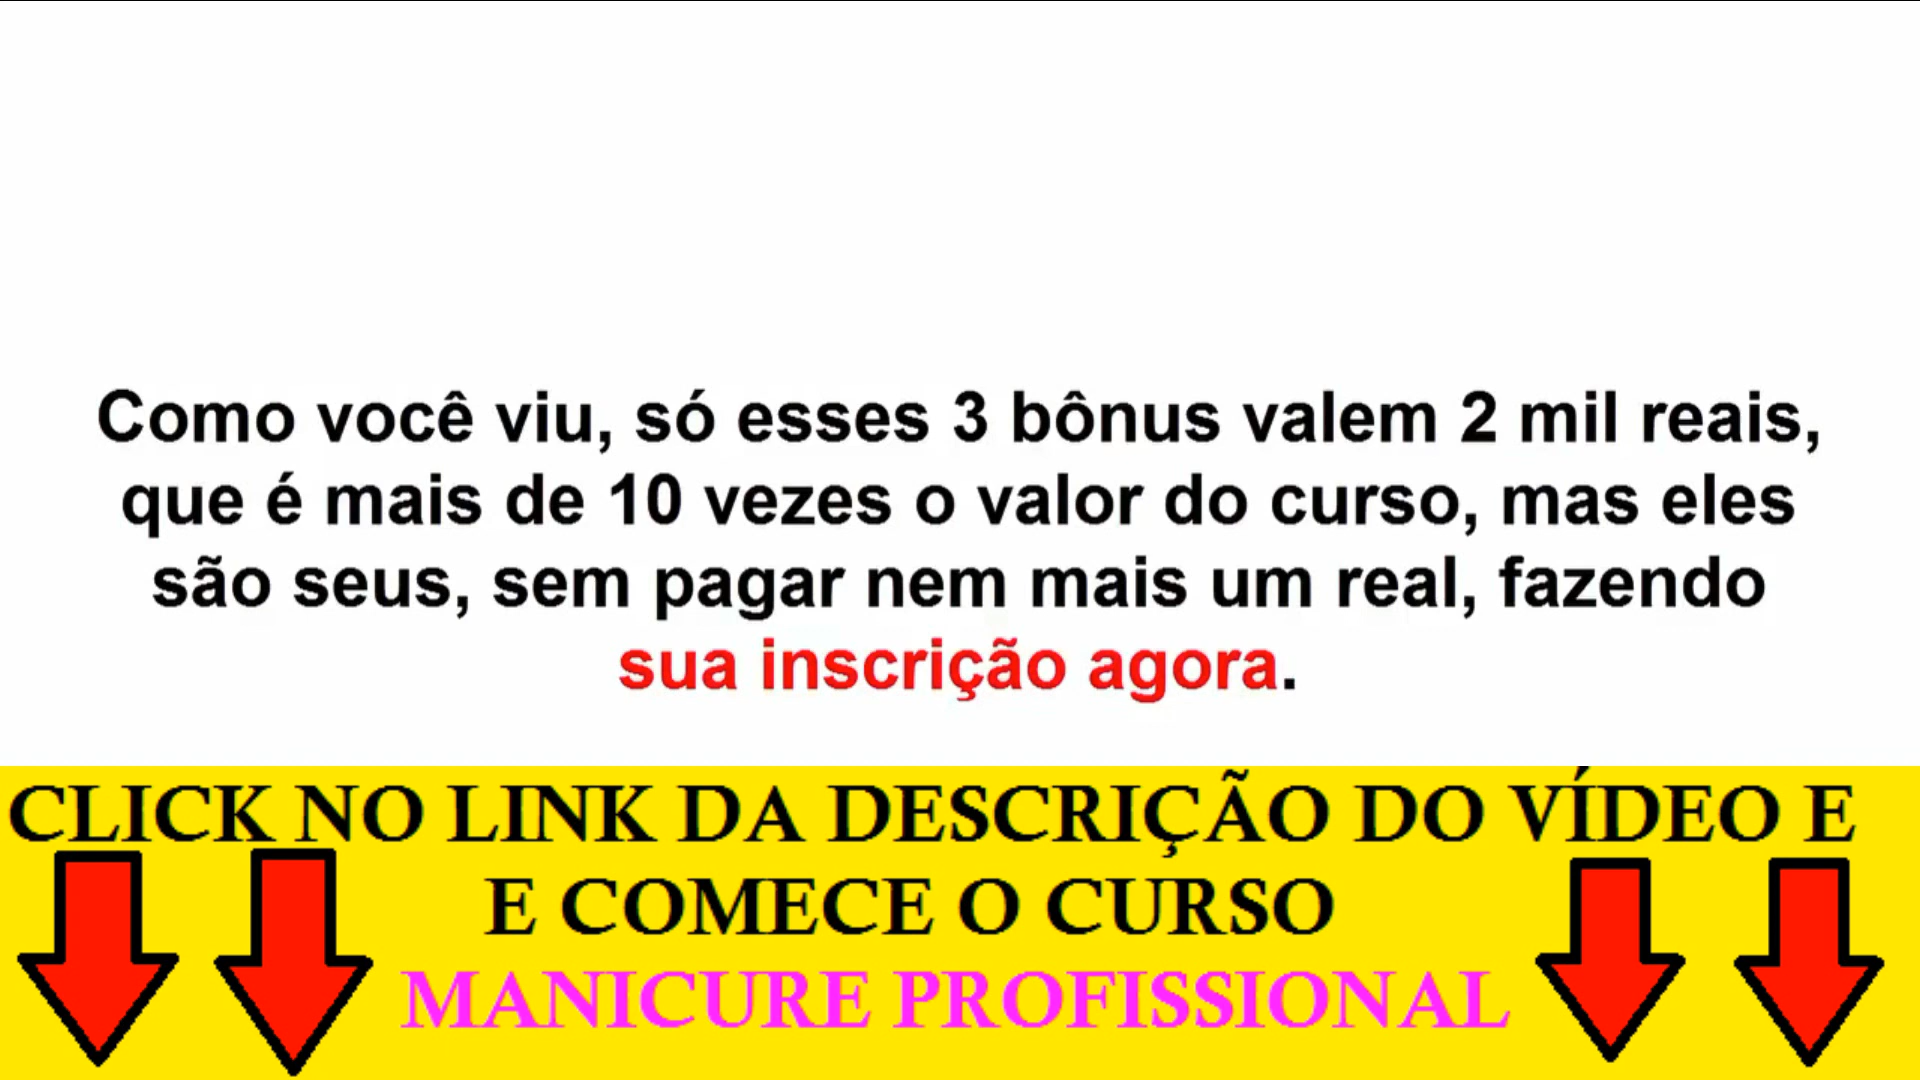 Como você viu, só esses 3 bônus valem 2 mil reais,
que é mais de 10 vezes o valor do curso, mas eles
são seus, sem pagar nem mais um real, fazendo
sua inscrição agora.
CLICK NO LINK DA DESCRIÇÃO DO VÍDEO E
E COMECE O CURSO
MANICURE PROFISSIONAL